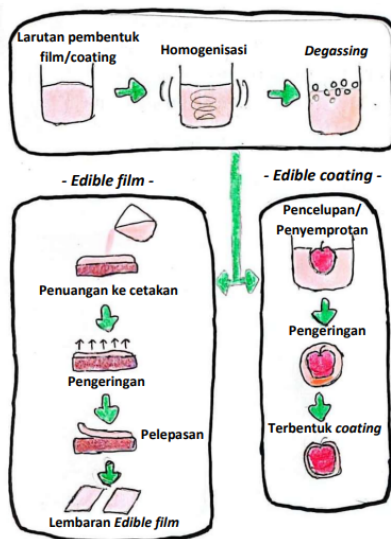 Larutan pembentuk
film/coating
Homogenisasi
Degassing
- Edible film -
Penuangan ke cetakan
Pengeringan
Pelepasan
Lembaran Edible film
- Edible coating -
Pencelupan/
Penyemprotan
Pengeringan
Terbentuk coating